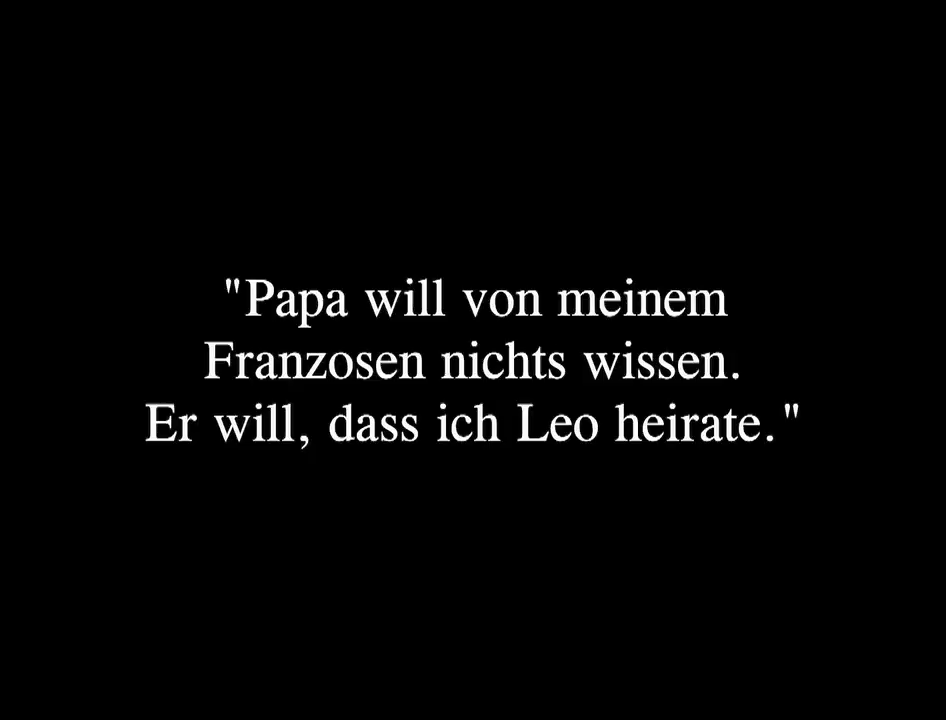 "Papa will von meinem
Franzosen nichts wissen.
Er will, dass ich Leo heirate."